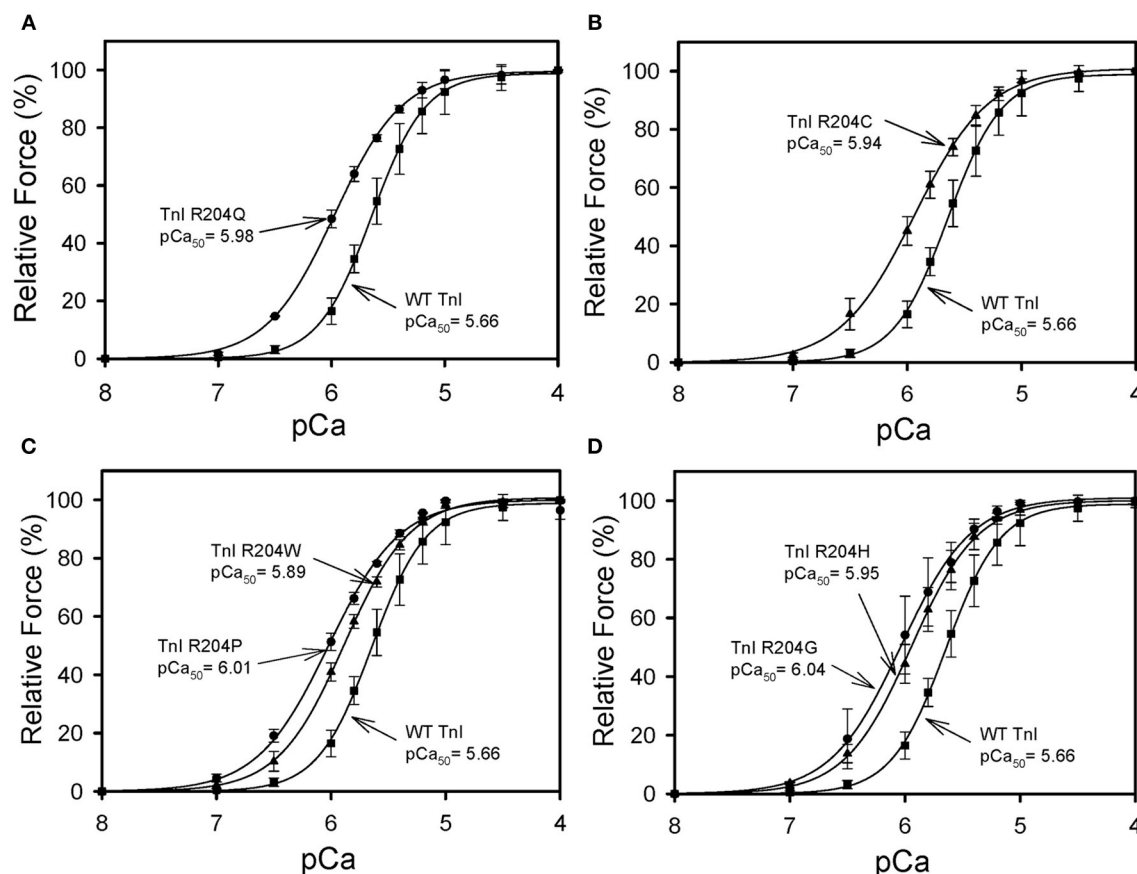 A
Relative Force (%)
100
80
60
40
20
0
TnI R204Q
pCa₅₀= 5.98
WT TnI
pCa₅₀= 5.66
8 7 6 5 4
pCa
B
Relative Force (%)
100
80
60
40
20
0
TnI R204C
pCa₅₀= 5.94
WT TnI
pCa₅₀= 5.66
8 7 6 5 4
pCa
C
Relative Force (%)
100
80
60
40
20
0
TnI R204W
pCa₅₀= 5.89
TnI R204P
pCa₅₀= 6.01
WT TnI
pCa₅₀= 5.66
8 7 6 5 4
pCa
D
Relative Force (%)
100
80
60
40
20
0
TnI R204H
pCa₅₀= 5.95
TnI R204G
pCa₅₀= 6.04
WT TnI
pCa₅₀= 5.66
8 7 6 5 4
pCa